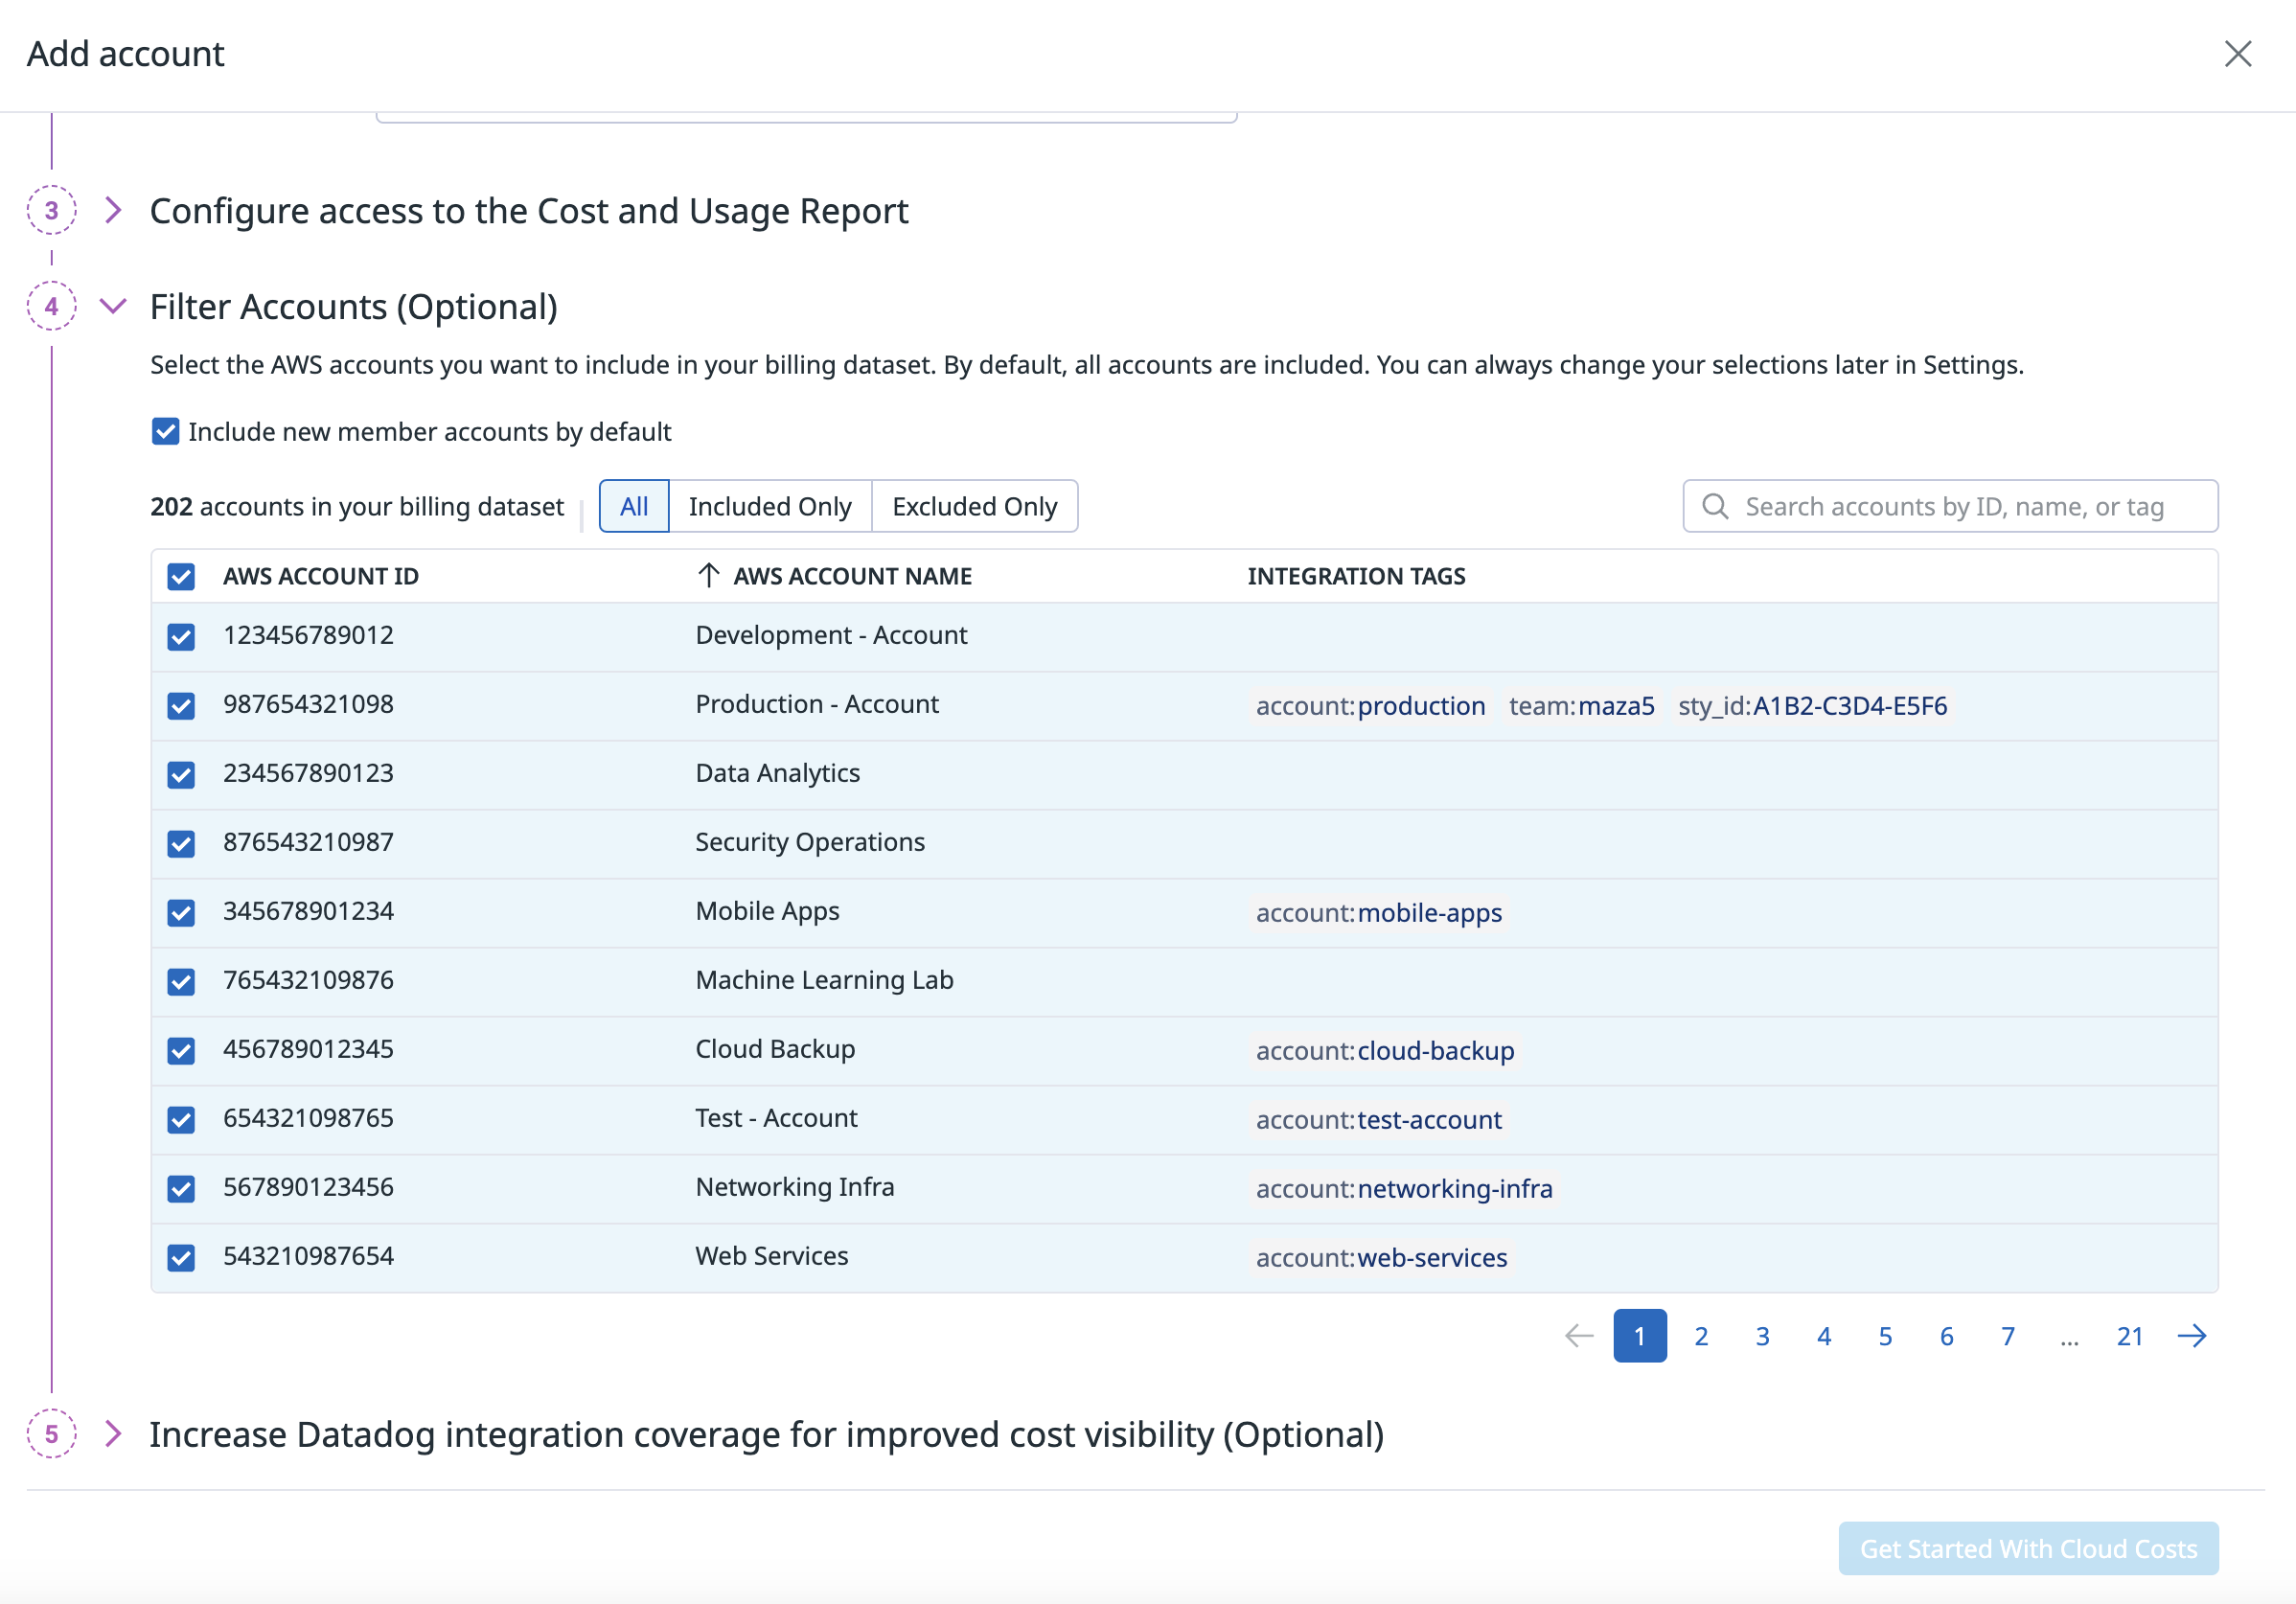 Add account
3 Configure access to the Cost and Usage Report
4 Filter Accounts (Optional)
Select the AWS accounts you want to include in your billing dataset. By default, all accounts are included. You can always change your selections later in Settings.
Include new member accounts by default
202 accounts in your billing dataset All Included Only Excluded Only Search accounts by ID, name, or tag
AWS ACCOUNT ID AWS ACCOUNT NAME INTEGRATION TAGS
123456789012 Development - Account
987654321098 Production - Account account:production team:maza5 sty_id:A1B2-C3D4-E5F6
234567890123 Data Analytics
876543210987 Security Operations
345678901234 Mobile Apps account:mobile-apps
765432109876 Machine Learning Lab
456789012345 Cloud Backup account:cloud-backup
654321098765 Test - Account account:test-account
567890123456 Networking Infra account:networking-infra
543210987654 Web Services account:web-services
1 2 3 4 5 6 7 ... 21
5 Increase Datadog integration coverage for improved cost visibility (Optional)
Get Started With Cloud Costs